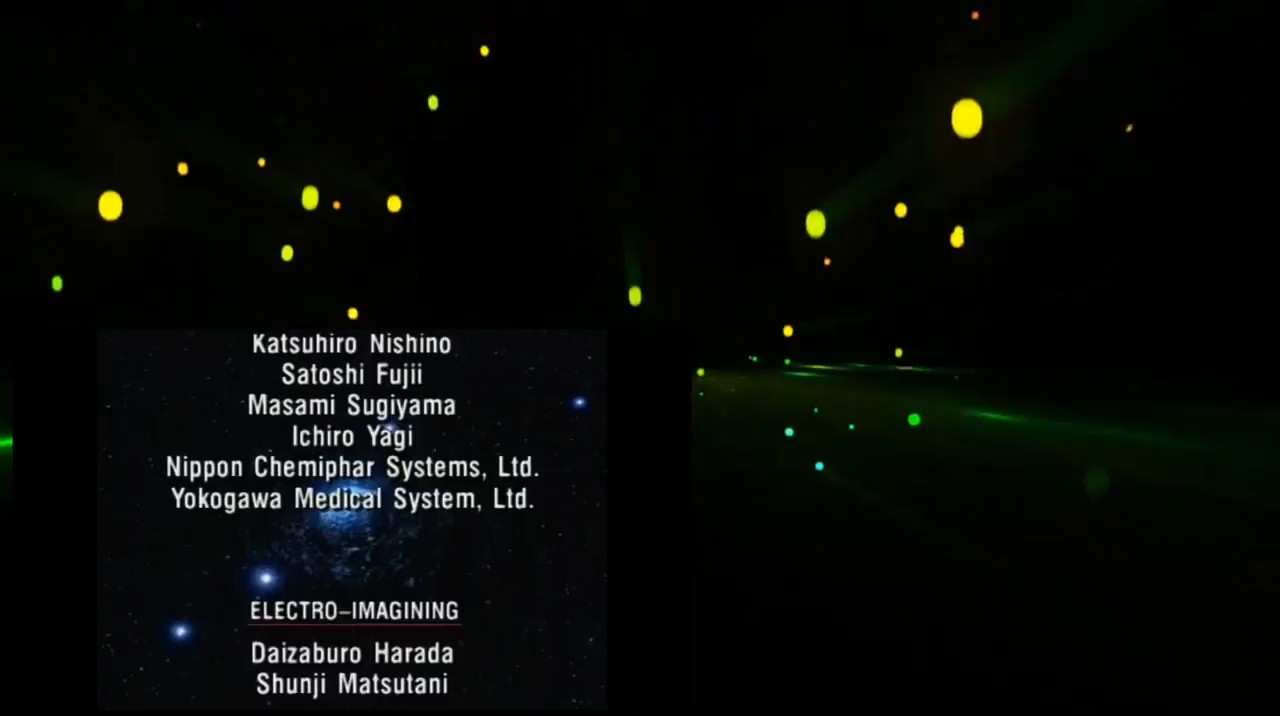 Katsuhiro Nishino
Satoshi Fujii
Masami Sugiyama
Ichiro Yagi
Nippon Chemiphar Systems, Ltd.
Yokogawa Medical System, Ltd.
ELECTRO–IMAGINING
Daizaburo Harada
Shunji Matsutani